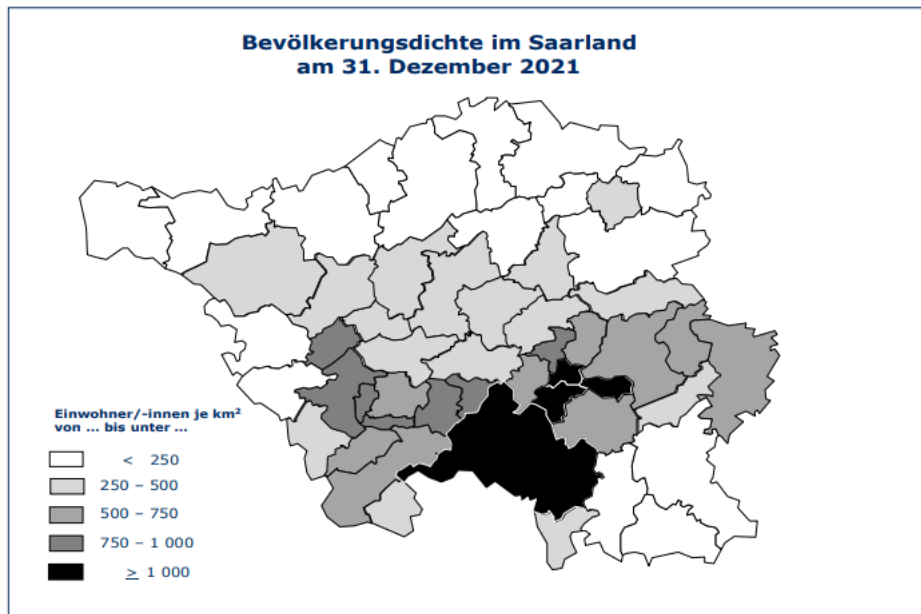 Bevölkerungsdichte im Saarland
am 31. Dezember 2021
Einwohner/-innen je km²
von ... bis unter ...
< 250
250 – 500
500 – 750
750 – 1 000
≥ 1 000